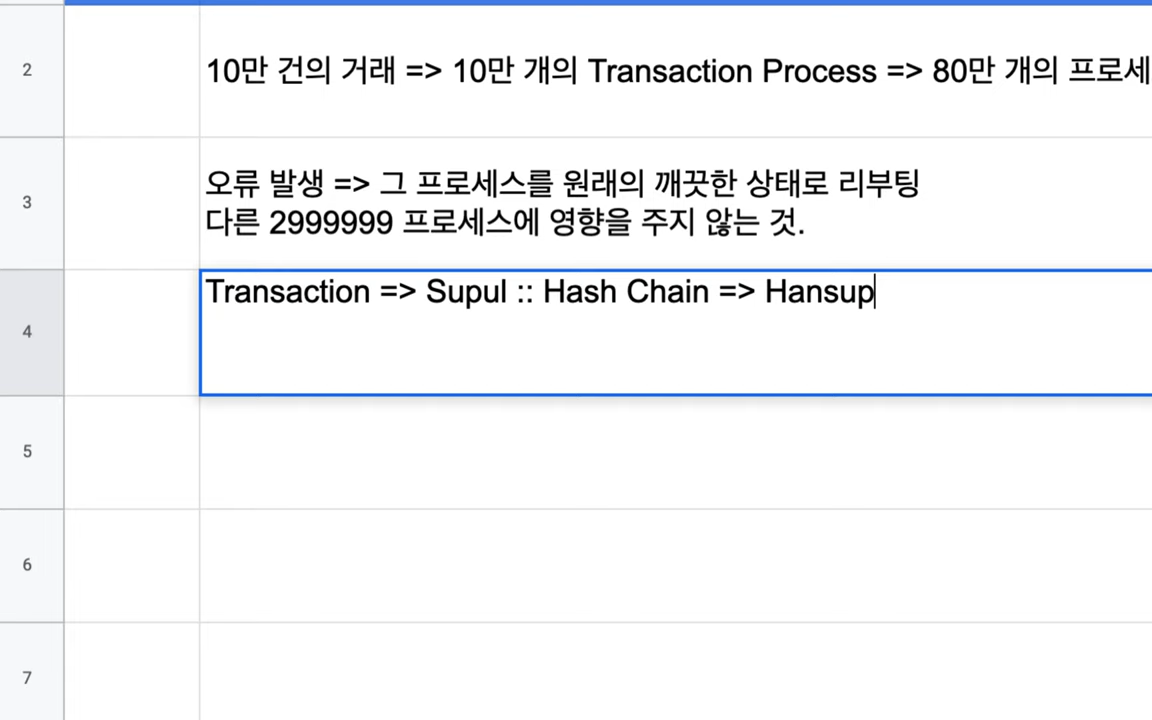 2
10만 건의 거래 => 10만 개의 Transaction Process => 80만 개의 프로세
3
오류 발생 => 그 프로세스를 원래의 깨끗한 상태로 리부팅
다른 2999999 프로세스에 영향을 주지 않는 것.
4
Transaction => Supul :: Hash Chain => Hansup
5
6
7